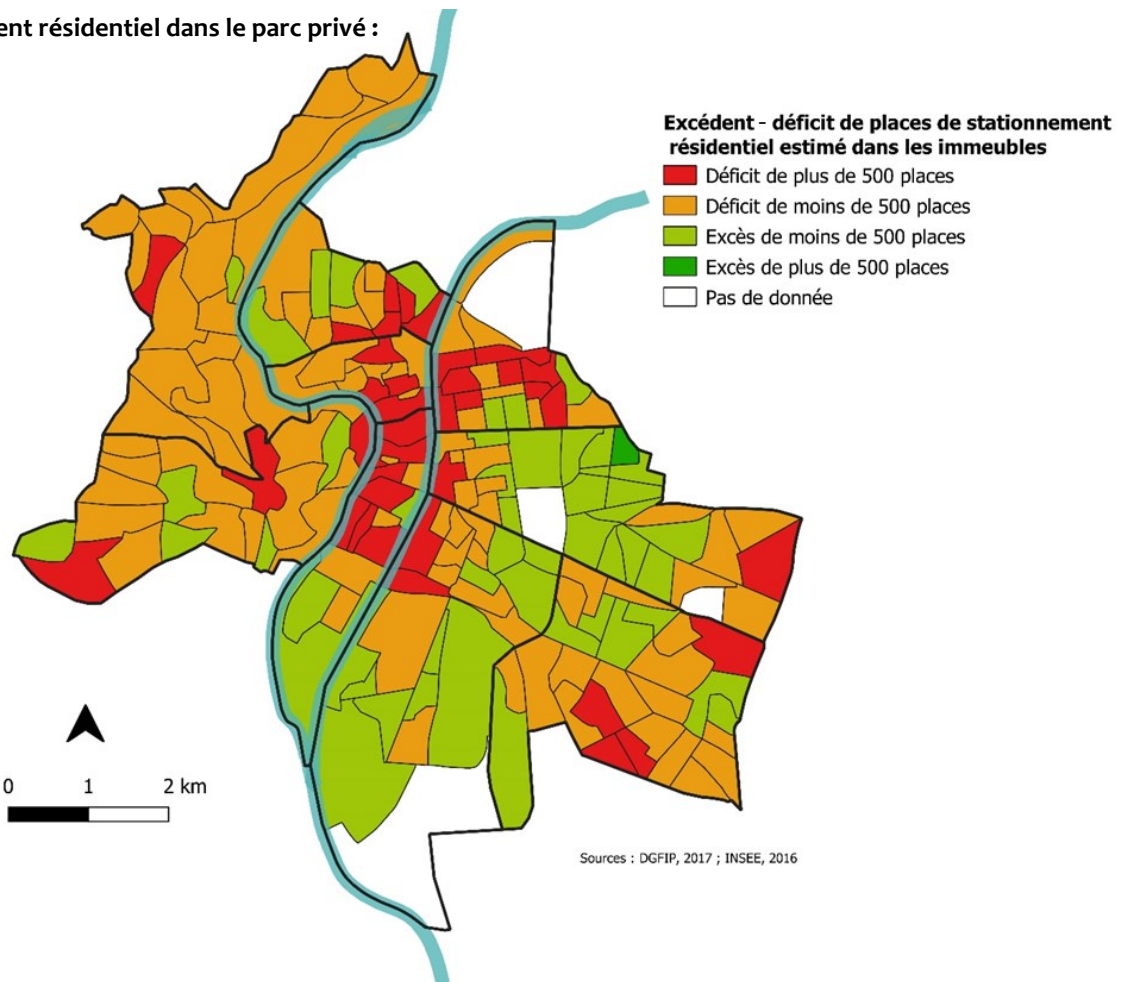 ent résidentiel dans le parc privé :
Excédent - déficit de places de stationnement
résidentiel estimé dans les immeubles
Déficit de plus de 500 places
Déficit de moins de 500 places
Excès de moins de 500 places
Excès de plus de 500 places
Pas de donnée
0 1 2 km
Sources : DGFIP, 2017 ; INSEE, 2016